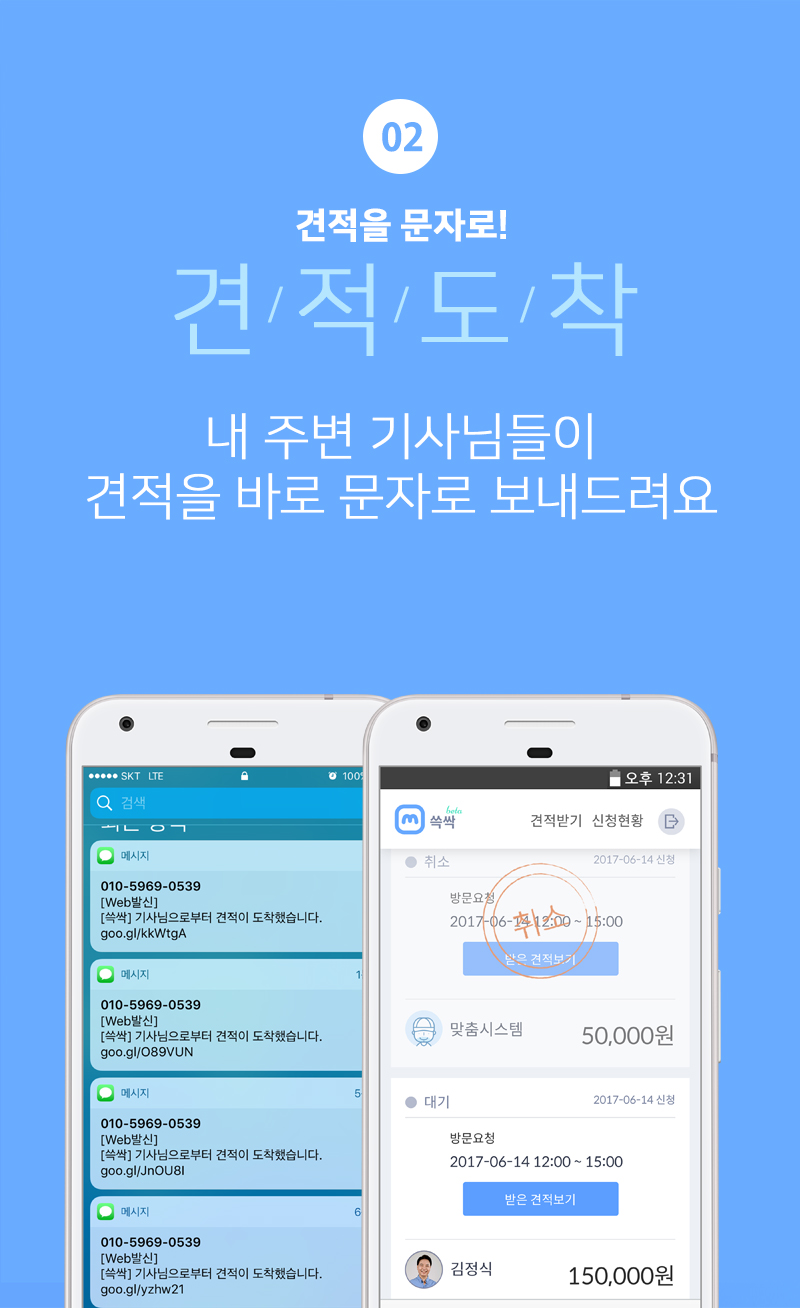 02
견적을 문자로!
견/적/도/착
내 주변 기사님들이
견적을 바로 문자로 보내드려요
SKT LTE 100%
검색
메시지
010-5969-0539
[Web발신]
[쓱싹] 기사님으로부터 견적이 도착했습니다.
goo.gl/kkWtgA
메시지 1
010-5969-0539
[Web발신]
[쓱싹] 기사님으로부터 견적이 도착했습니다.
goo.gl/O89VUN
메시지 5
010-5969-0539
[Web발신]
[쓱싹] 기사님으로부터 견적이 도착했습니다.
goo.gl/JnOU8I
메시지 6
010-5969-0539
[Web발신]
[쓱싹] 기사님으로부터 견적이 도착했습니다.
goo.gl/yzhw21
오후 12:31
beta
쓱싹 견적받기 신청현황
취소 2017-06-14 신청
방문요청
2017-06-14 12:00 ~ 15:00
취소
받은 견적보기
맞춤시스템 50,000원
대기 2017-06-14 신청
방문요청
2017-06-14 12:00 ~ 15:00
받은 견적보기
김정식 150,000원